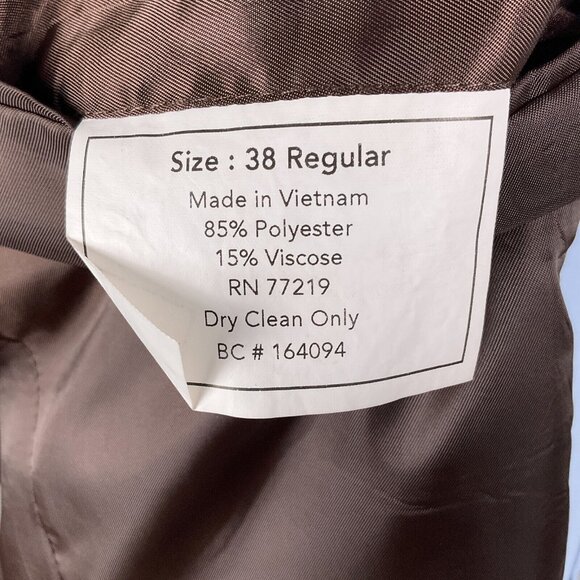 Size : 38 Regular
Made in Vietnam
85% Polyester
15% Viscose
RN 77219
Dry Clean Only
BC # 164094